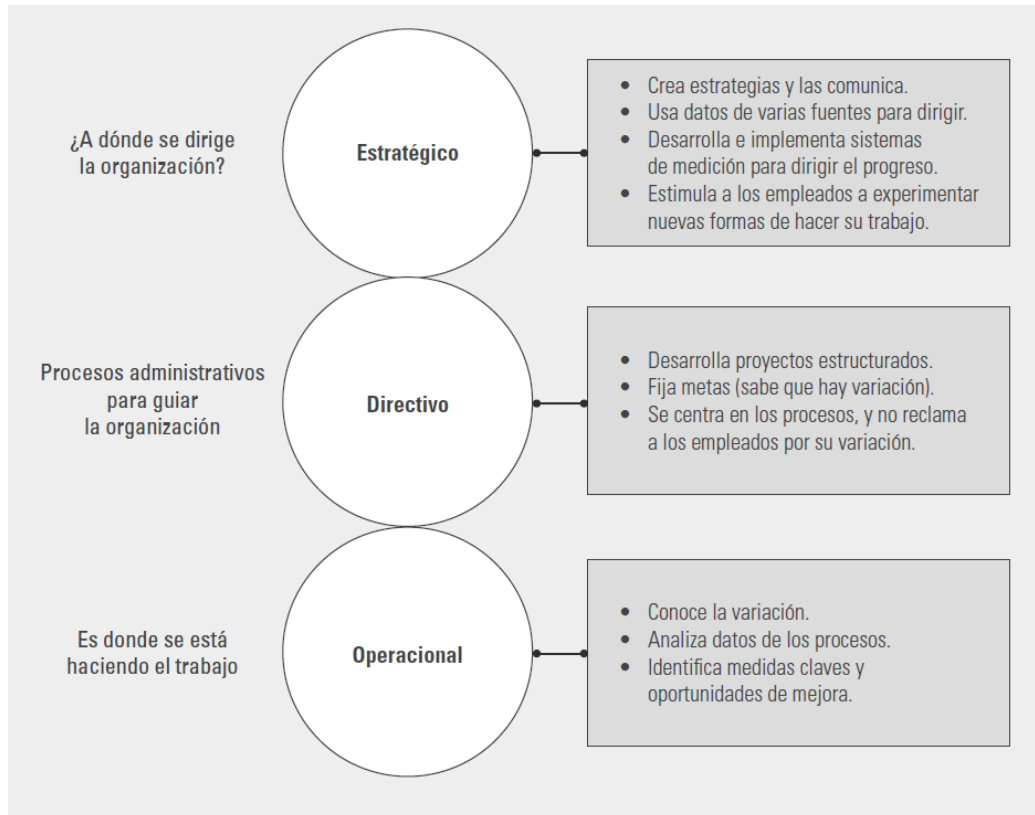 ¿A dónde se dirige
la organización?
Estratégico
• Crea estrategias y las comunica.
• Usa datos de varias fuentes para dirigir.
• Desarrolla e implementa sistemas
de medición para dirigir el progreso.
• Estimula a los empleados a experimentar
nuevas formas de hacer su trabajo.
Procesos administrativos
para guiar
la organización
Directivo
• Desarrolla proyectos estructurados.
• Fija metas (sabe que hay variación).
• Se centra en los procesos, y no reclama
a los empleados por su variación.
Es donde se está
haciendo el trabajo
Operacional
• Conoce la variación.
• Analiza datos de los procesos.
• Identifica medidas claves y
oportunidades de mejora.